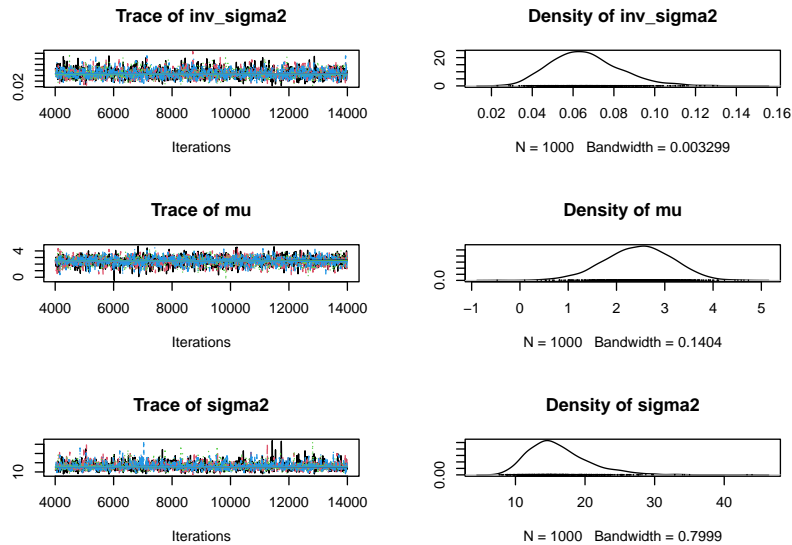 Trace of inv_sigma2
0.02
4000 6000 8000 10000 12000 14000
Iterations
Density of inv_sigma2
20
0
0.02 0.04 0.06 0.08 0.10 0.12 0.14 0.16
N = 1000 Bandwidth = 0.003299
Trace of mu
4
0
4000 6000 8000 10000 12000 14000
Iterations
Density of mu
0.0
−1 0 1 2 3 4 5
N = 1000 Bandwidth = 0.1404
Trace of sigma2
10
4000 6000 8000 10000 12000 14000
Iterations
Density of sigma2
0.00
10 20 30 40
N = 1000 Bandwidth = 0.7999